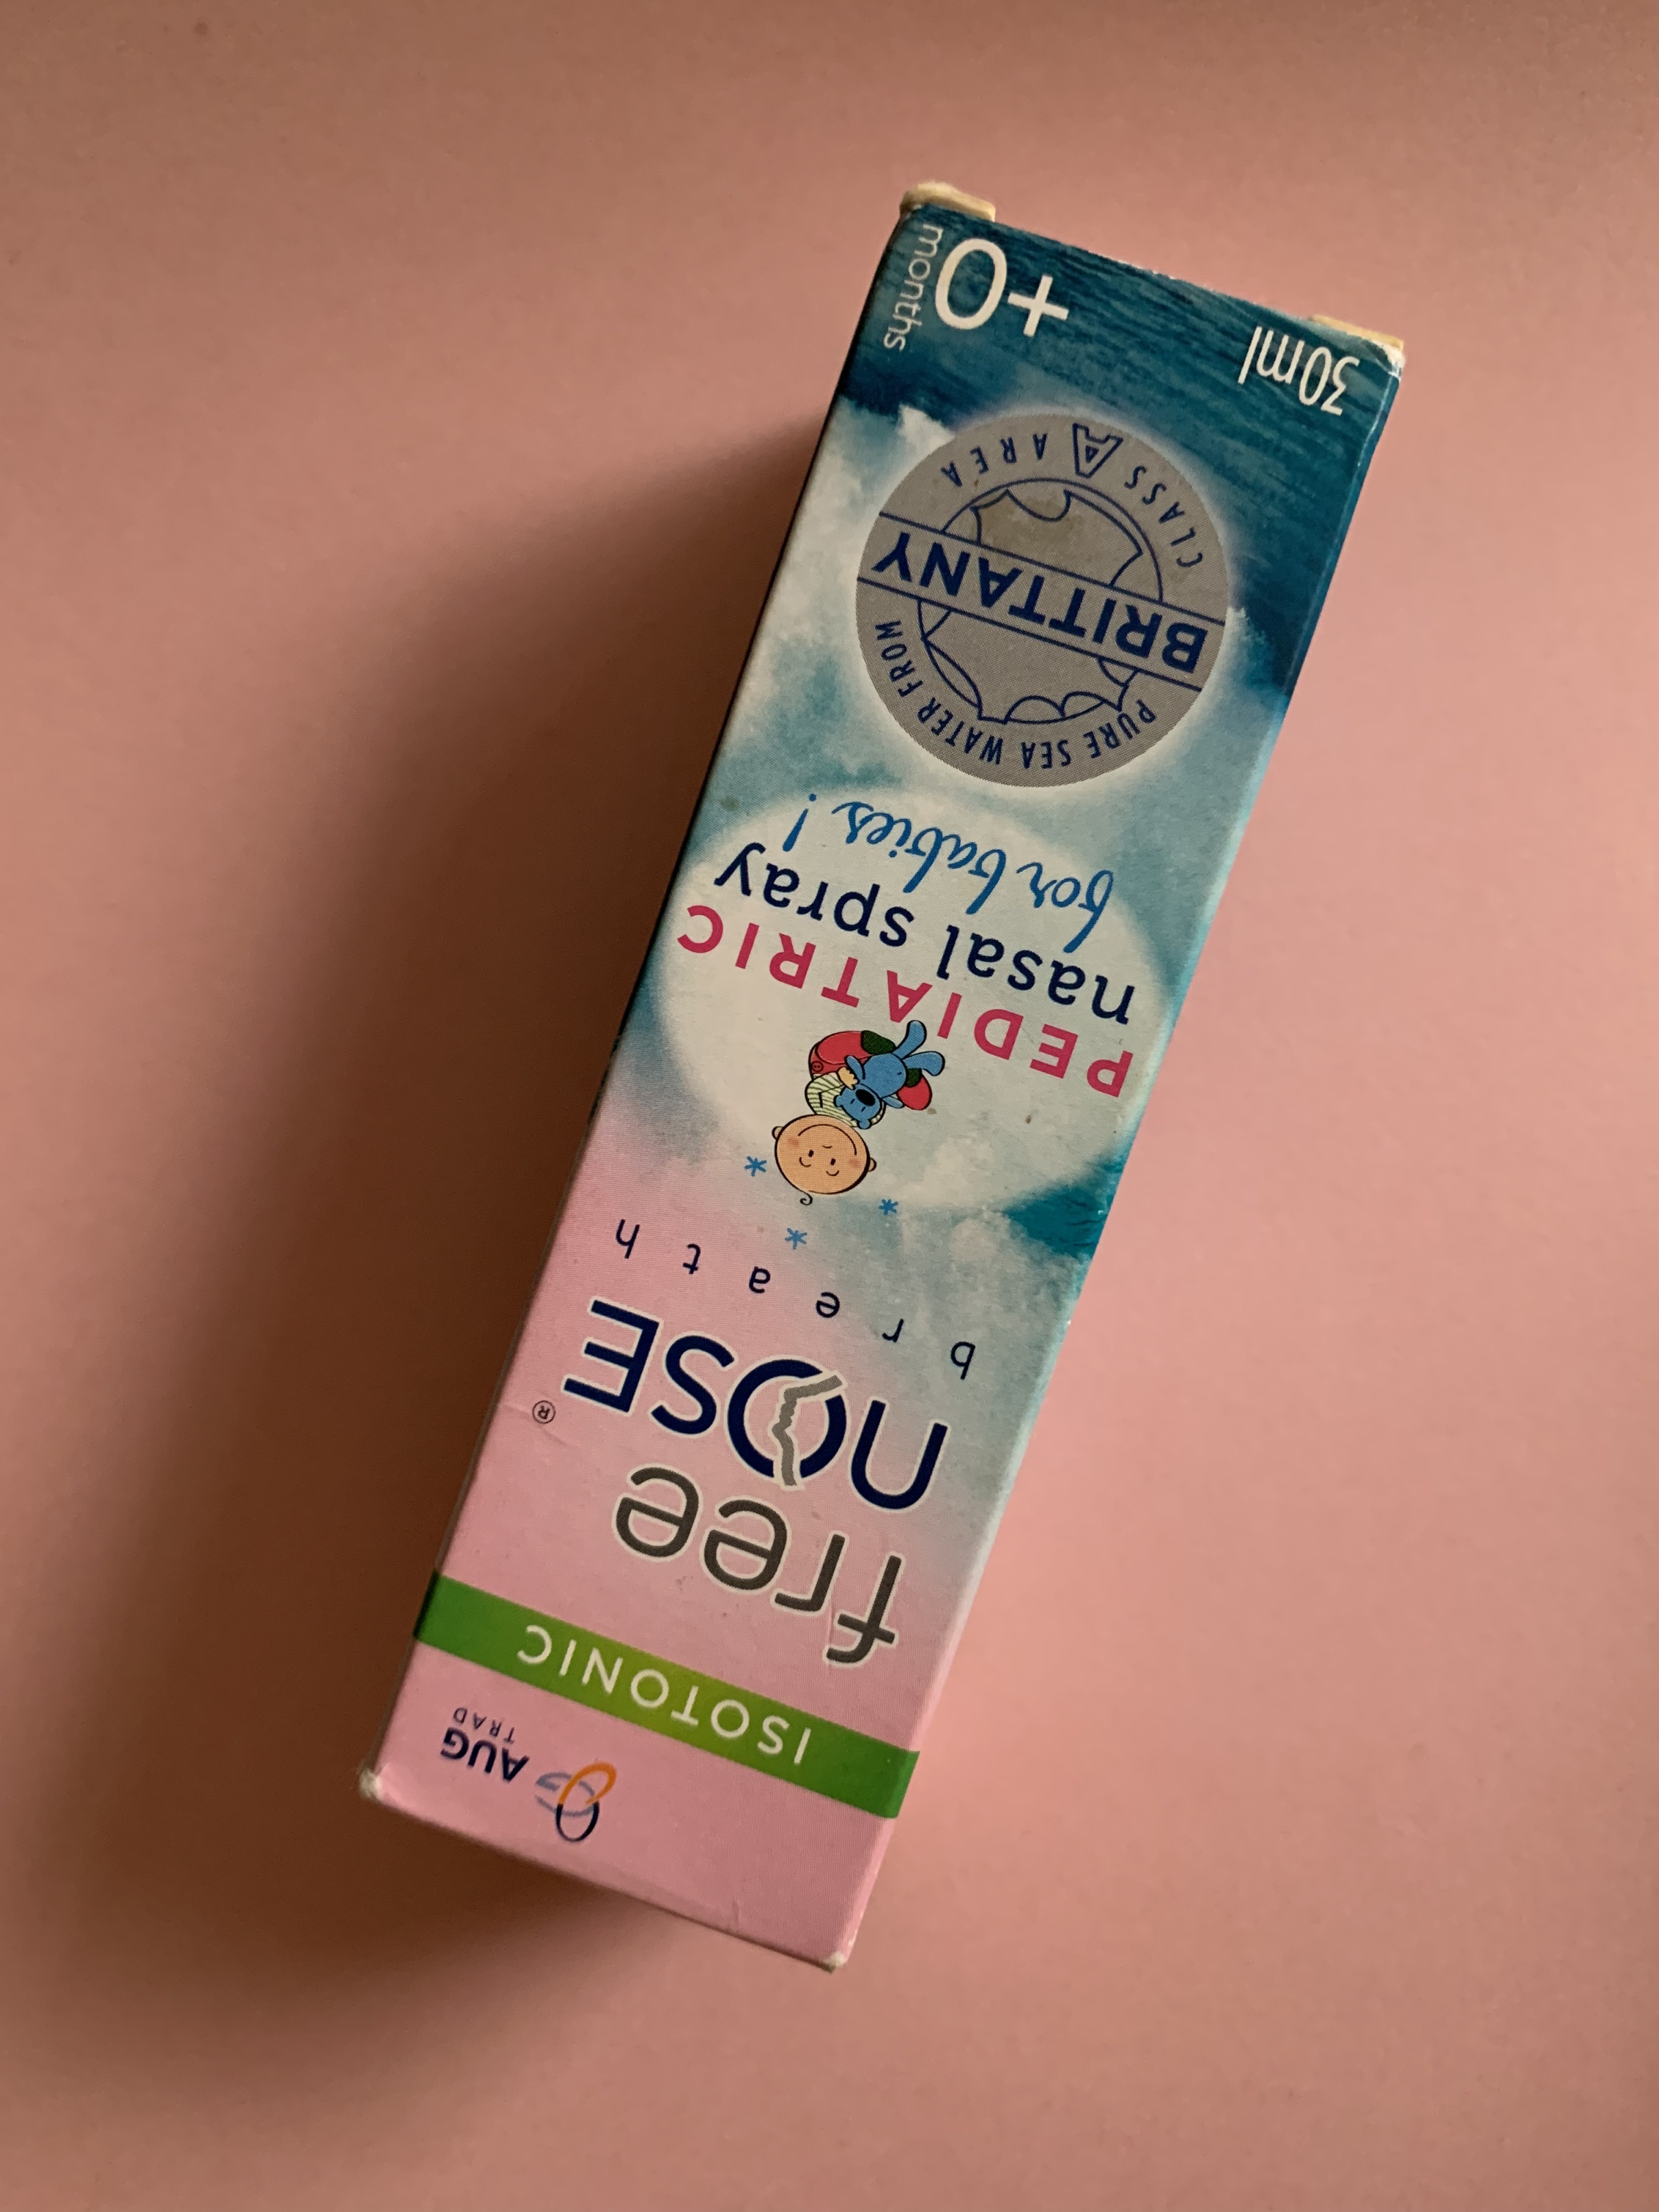 AUG
TRAD
ISOTONIC
free
nOSE®
breath
PEDIATRIC
nasal spray
for babies!
PURE SEA WATER FROM
BRITTANY
CLASS A AREA
30ml
+0
months